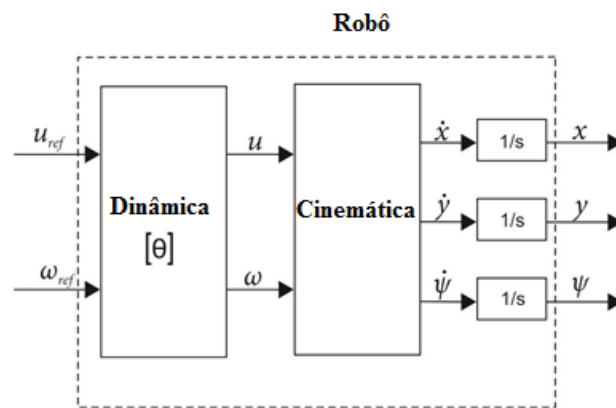 Robô
u_ref
ω_ref
Dinâmica
[θ]
u
ω
Cinemática
ẋ
ẏ
ψ̇
1/s
1/s
1/s
x
y
ψ